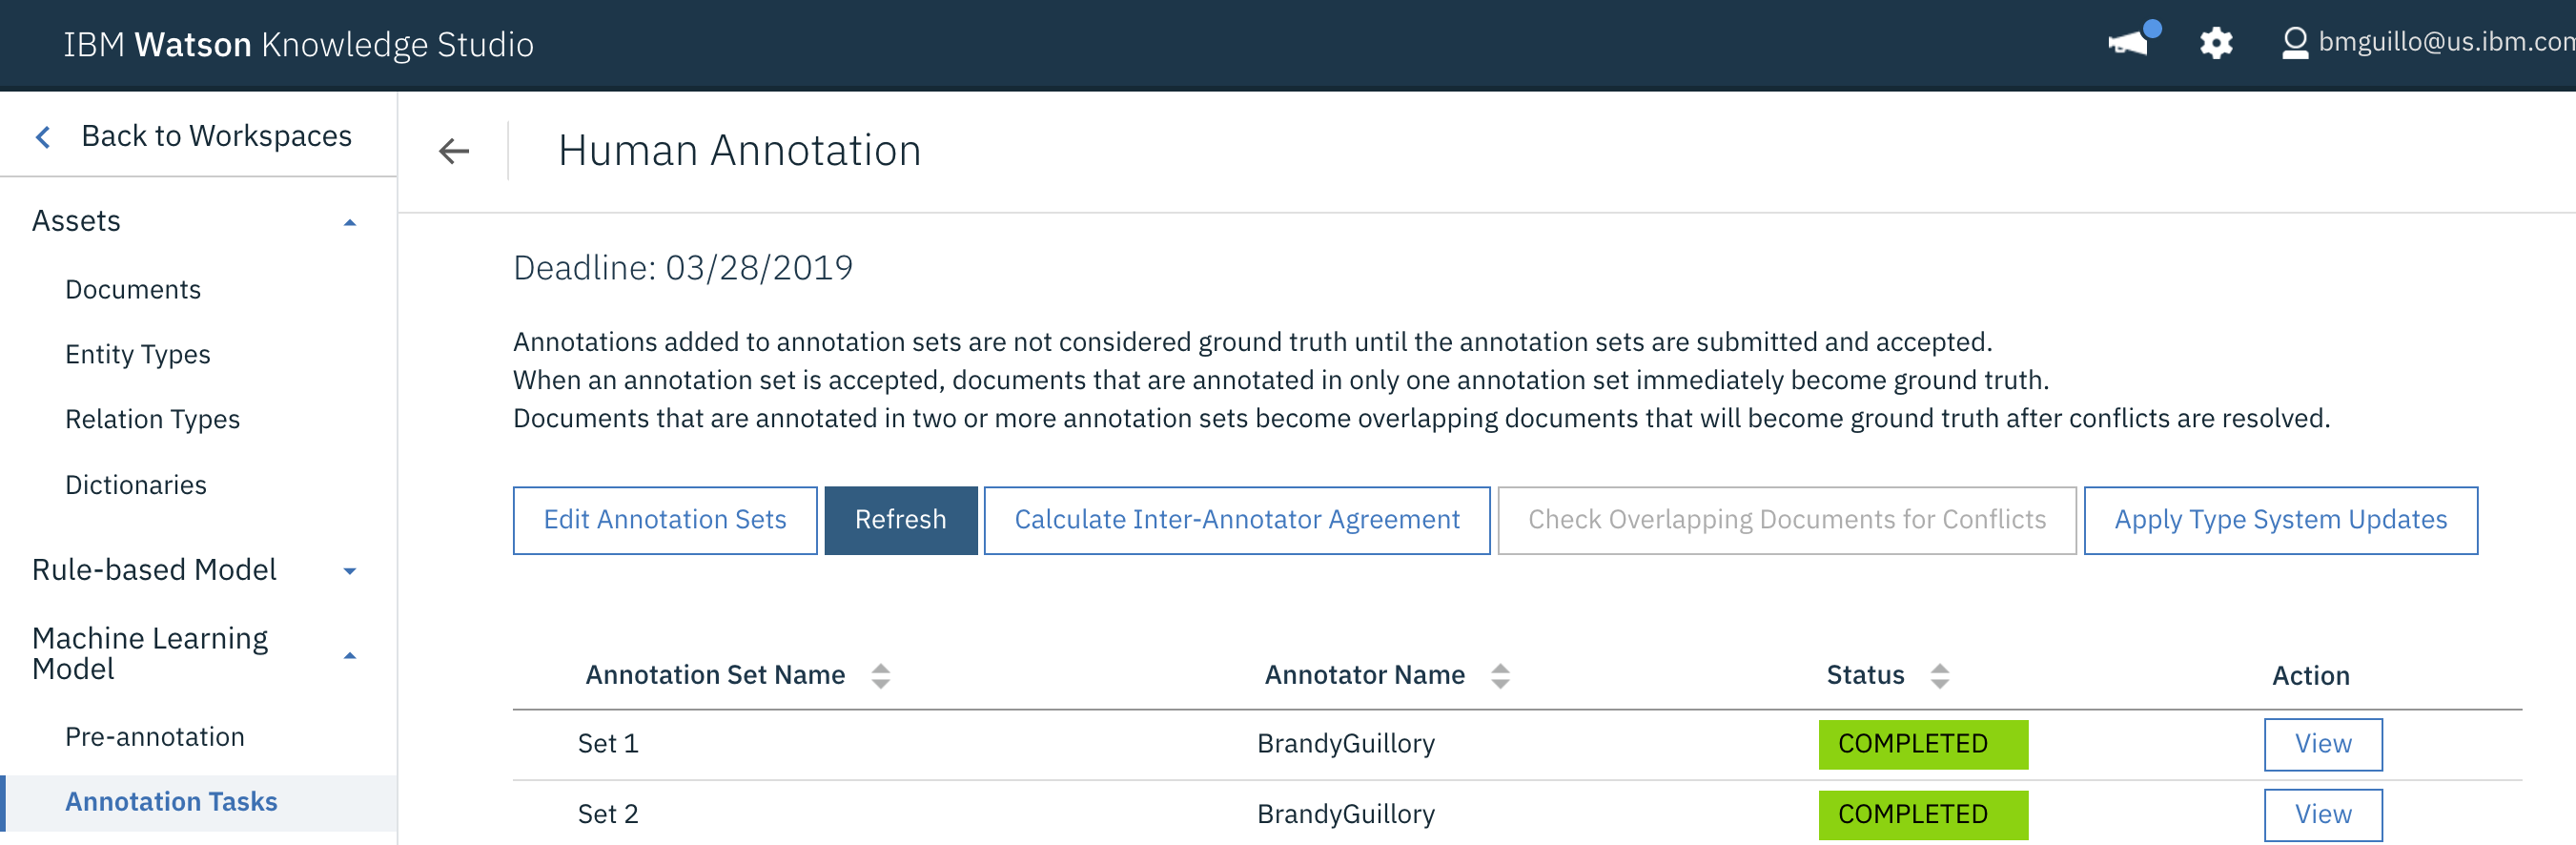 IBM Watson Knowledge Studio
bmguillo@us.ibm.com
Back to Workspaces
Human Annotation
Assets
Documents
Entity Types
Relation Types
Dictionaries
Rule-based Model
Machine Learning
Model
Pre-annotation
Annotation Tasks
Deadline: 03/28/2019
Annotations added to annotation sets are not considered ground truth until the annotation sets are submitted and accepted.
When an annotation set is accepted, documents that are annotated in only one annotation set immediately become ground truth.
Documents that are annotated in two or more annotation sets become overlapping documents that will become ground truth after conflicts are resolved.
Edit Annotation Sets Refresh Calculate Inter-Annotator Agreement Check Overlapping Documents for Conflicts Apply Type System Updates
Annotation Set Name Annotator Name Status Action
Set 1 BrandyGuillory COMPLETED View
Set 2 BrandyGuillory COMPLETED View